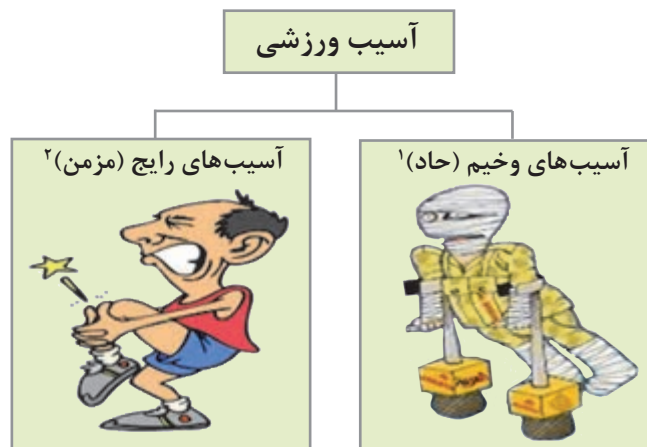 آسیب ورزشی
آسیب‌های وخیم (حاد)۱
آسیب‌های رایج (مزمن)۲